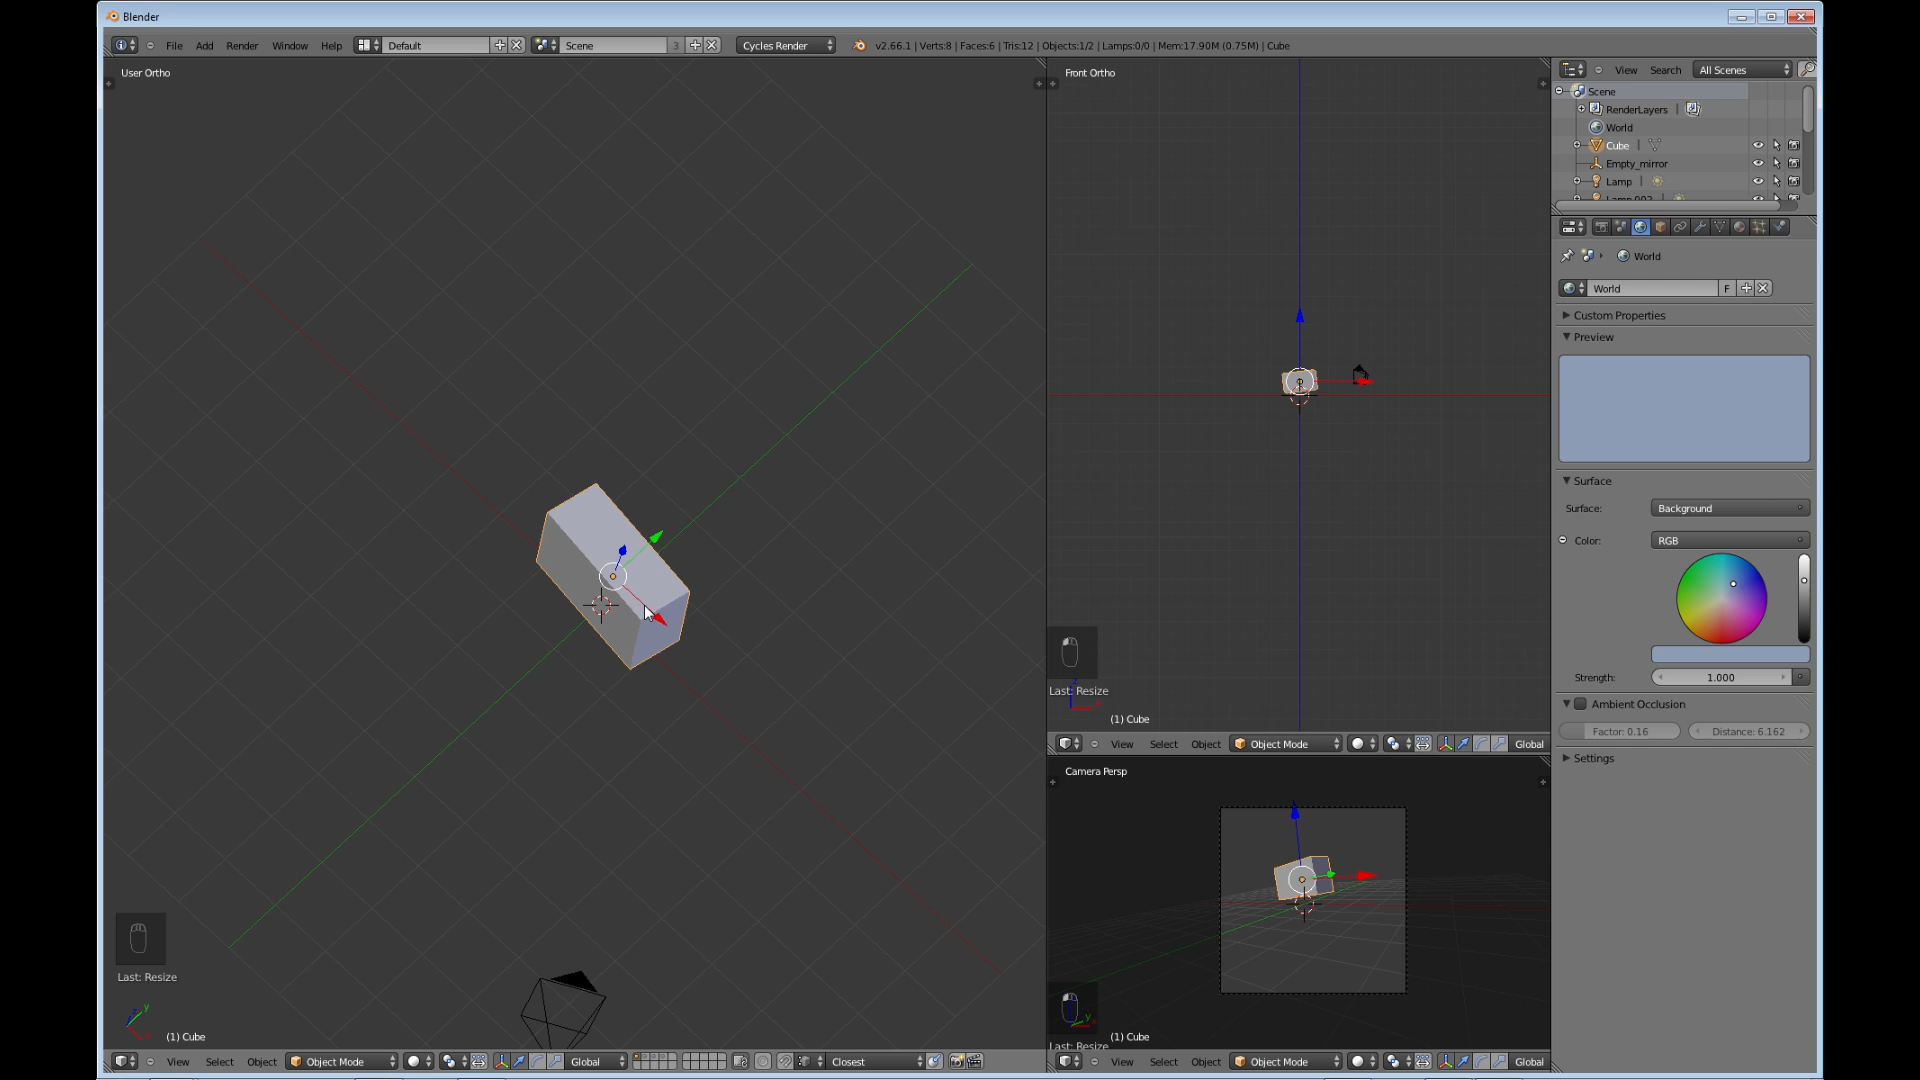 Blender
File Add Render Window Help Default Scene 3 Cycles Render v2.66.1 | Verts:8 | Faces:6 | Tris:12 | Objects:1/2 | Lamps:0/0 | Mem:17.90M (0.75M) | Cube
User Ortho
Front Ortho
View Search All Scenes
Scene
RenderLayers
World
Cube
Empty_mirror
Lamp
World
World F
Custom Properties
Preview
Surface
Surface: Background
Color: RGB
Strength: 1.000
Ambient Occlusion
Factor: 0.16 Distance: 6.162
Settings
Last: Resize
(1) Cube
View Select Object Object Mode Global
Camera Persp
Last: Resize
y
(1) Cube
y
(1) Cube
Last: Resize
View Select Object Object Mode Global Closest
View Select Object Object Mode Global